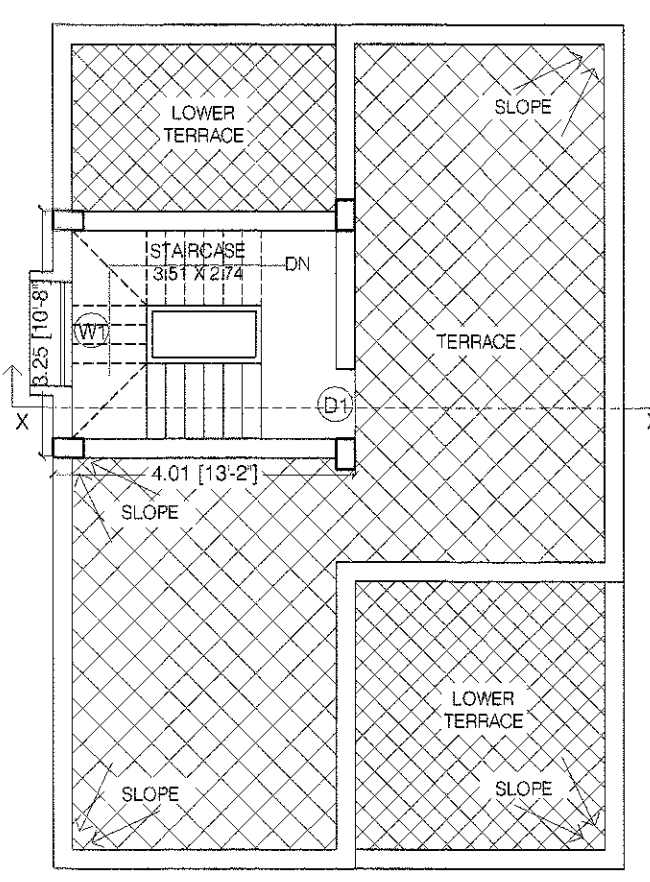 LOWER
TERRACE
SLOPE
STAIRCASE
3.51 X 2.74
DN
3.25 [10'-8"]
W1
TERRACE
X
D1
X
4.01 [13'-2"]
SLOPE
LOWER
TERRACE
SLOPE
SLOPE